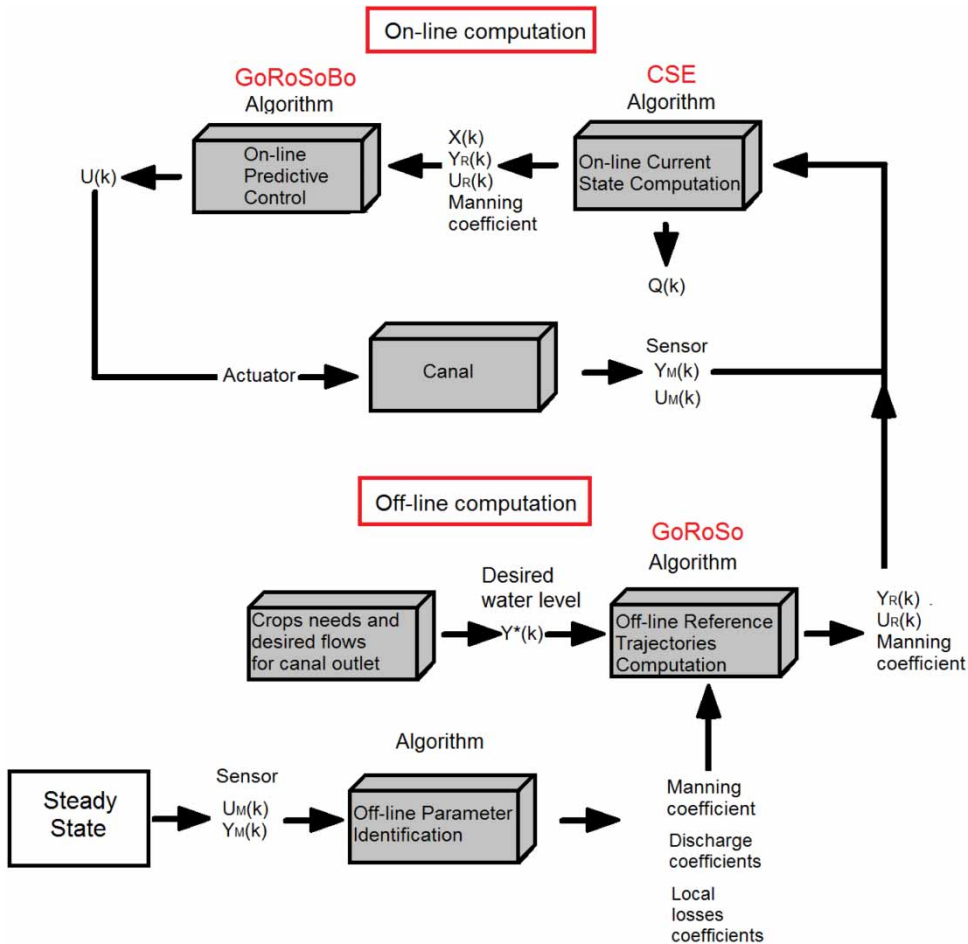 On-line computation
GoRoSoBo
Algorithm
CSE
Algorithm
On-line
Predictive
Control
X(k)
YR(k)
UR(k)
Manning
coefficient
On-line Current
State Computation
U(k)
Q(k)
Actuator
Canal
Sensor
YM(k)
UM(k)
Off-line computation
GoRoSo
Algorithm
Crops needs and
desired flows
for canal outlet
Desired
water level
Y*(k)
Off-line Reference
Trajectories
Computation
YR(k) .
UR(k)
Manning
coefficient
Algorithm
Steady
State
Sensor
UM(k)
YM(k)
Off-line Parameter
Identification
Manning
coefficient
Discharge
coefficients
Local
losses
coefficients